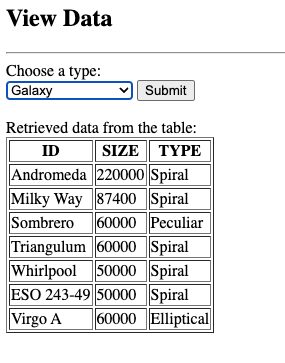 View Data
Choose a type:
Galaxy Submit
Retrieved data from the table:
ID SIZE TYPE
Andromeda 220000 Spiral
Milky Way 87400 Spiral
Sombrero 60000 Peculiar
Triangulum 60000 Spiral
Whirlpool 50000 Spiral
ESO 243-49 50000 Spiral
Virgo A 60000 Elliptical